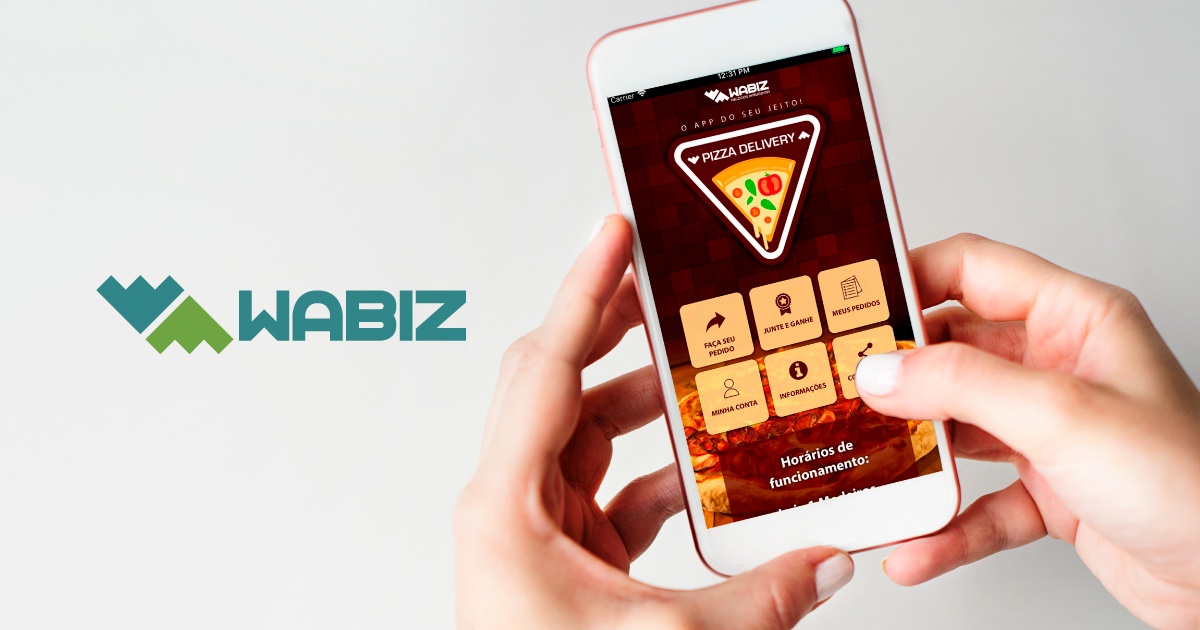 WABIZ
Carrier
12:31 PM
WABIZ
O APP DO SEU JEITO!
PIZZA DELIVERY
FAÇA SEU
PEDIDO
JUNTE E GANHE
MEUS PEDIDOS
MINHA CONTA
INFORMAÇÕES
Horários de
funcionamento: